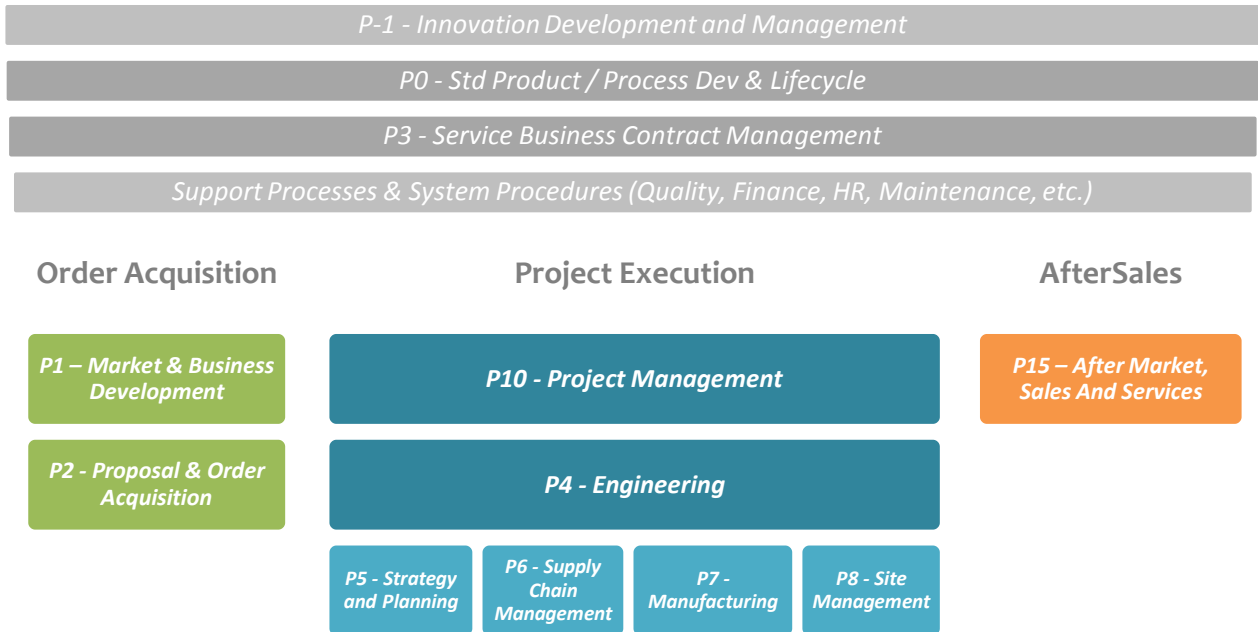 P-1 - Innovation Development and Management
P0 - Std Product / Process Dev & Lifecycle
P3 - Service Business Contract Management
Support Processes & System Procedures (Quality, Finance, HR, Maintenance, etc.)
Order Acquisition
Project Execution
AfterSales
P1 – Market & Business
Development
P10 - Project Management
P15 – After Market,
Sales And Services
P2 - Proposal & Order
Acquisition
P4 - Engineering
P5 - Strategy
and Planning
P6 - Supply
Chain
Management
P7 -
Manufacturing
P8 - Site
Management